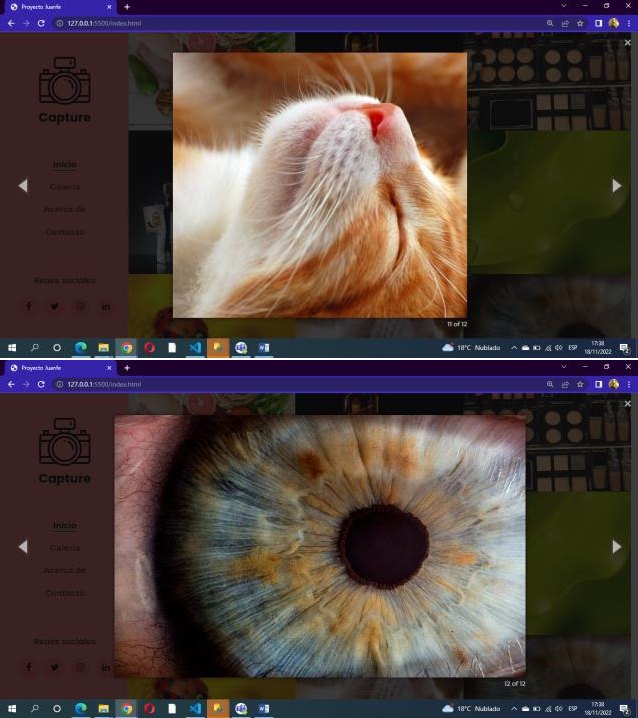 Proyecto Juanfe
127.0.0.1:5500/index.html
Capture
Inicio
Galeria
Acerca de
Contacto
Redes sociales
11 of 12
18°C Nublado
ESP
17:38
18/11/2022
Proyecto Juanfe
127.0.0.1:5500/index.html
Capture
Inicio
Galeria
Acerca de
Contacto
Redes sociales
12 of 12
18°C Nublado
ESP
17:38
18/11/2022